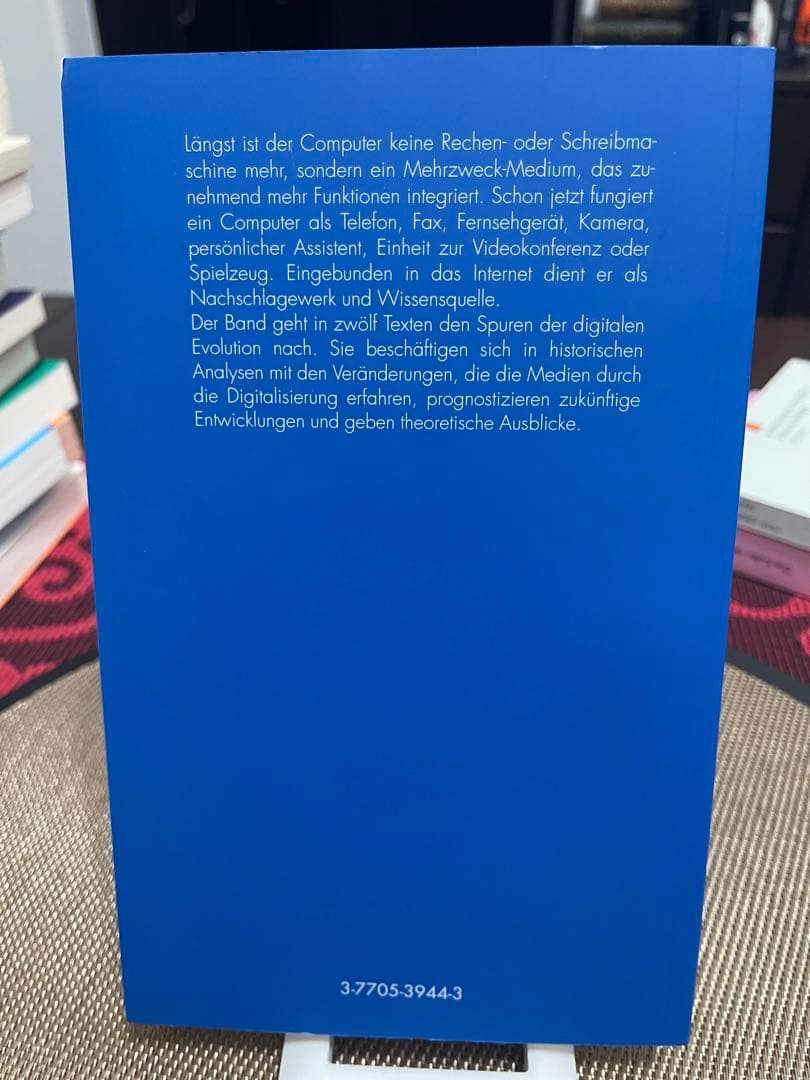 Längst ist der Computer keine Rechen- oder Schreibma-
schine mehr, sondern ein Mehrzweck-Medium, das zu-
nehmend mehr Funktionen integriert. Schon jetzt fungiert
ein Computer als Telefon, Fax, Fernsehgerät, Kamera,
persönlicher Assistent, Einheit zur Videokonferenz oder
Spielzeug. Eingebunden in das Internet dient er als
Nachschlagewerk und Wissensquelle.
Der Band geht in zwölf Texten den Spuren der digitalen
Evolution nach. Sie beschäftigen sich in historischen
Analysen mit den Veränderungen, die die Medien durch
die Digitalisierung erfahren, prognostizieren zukünftige
Entwicklungen und geben theoretische Ausblicke.
3-7705-3944-3